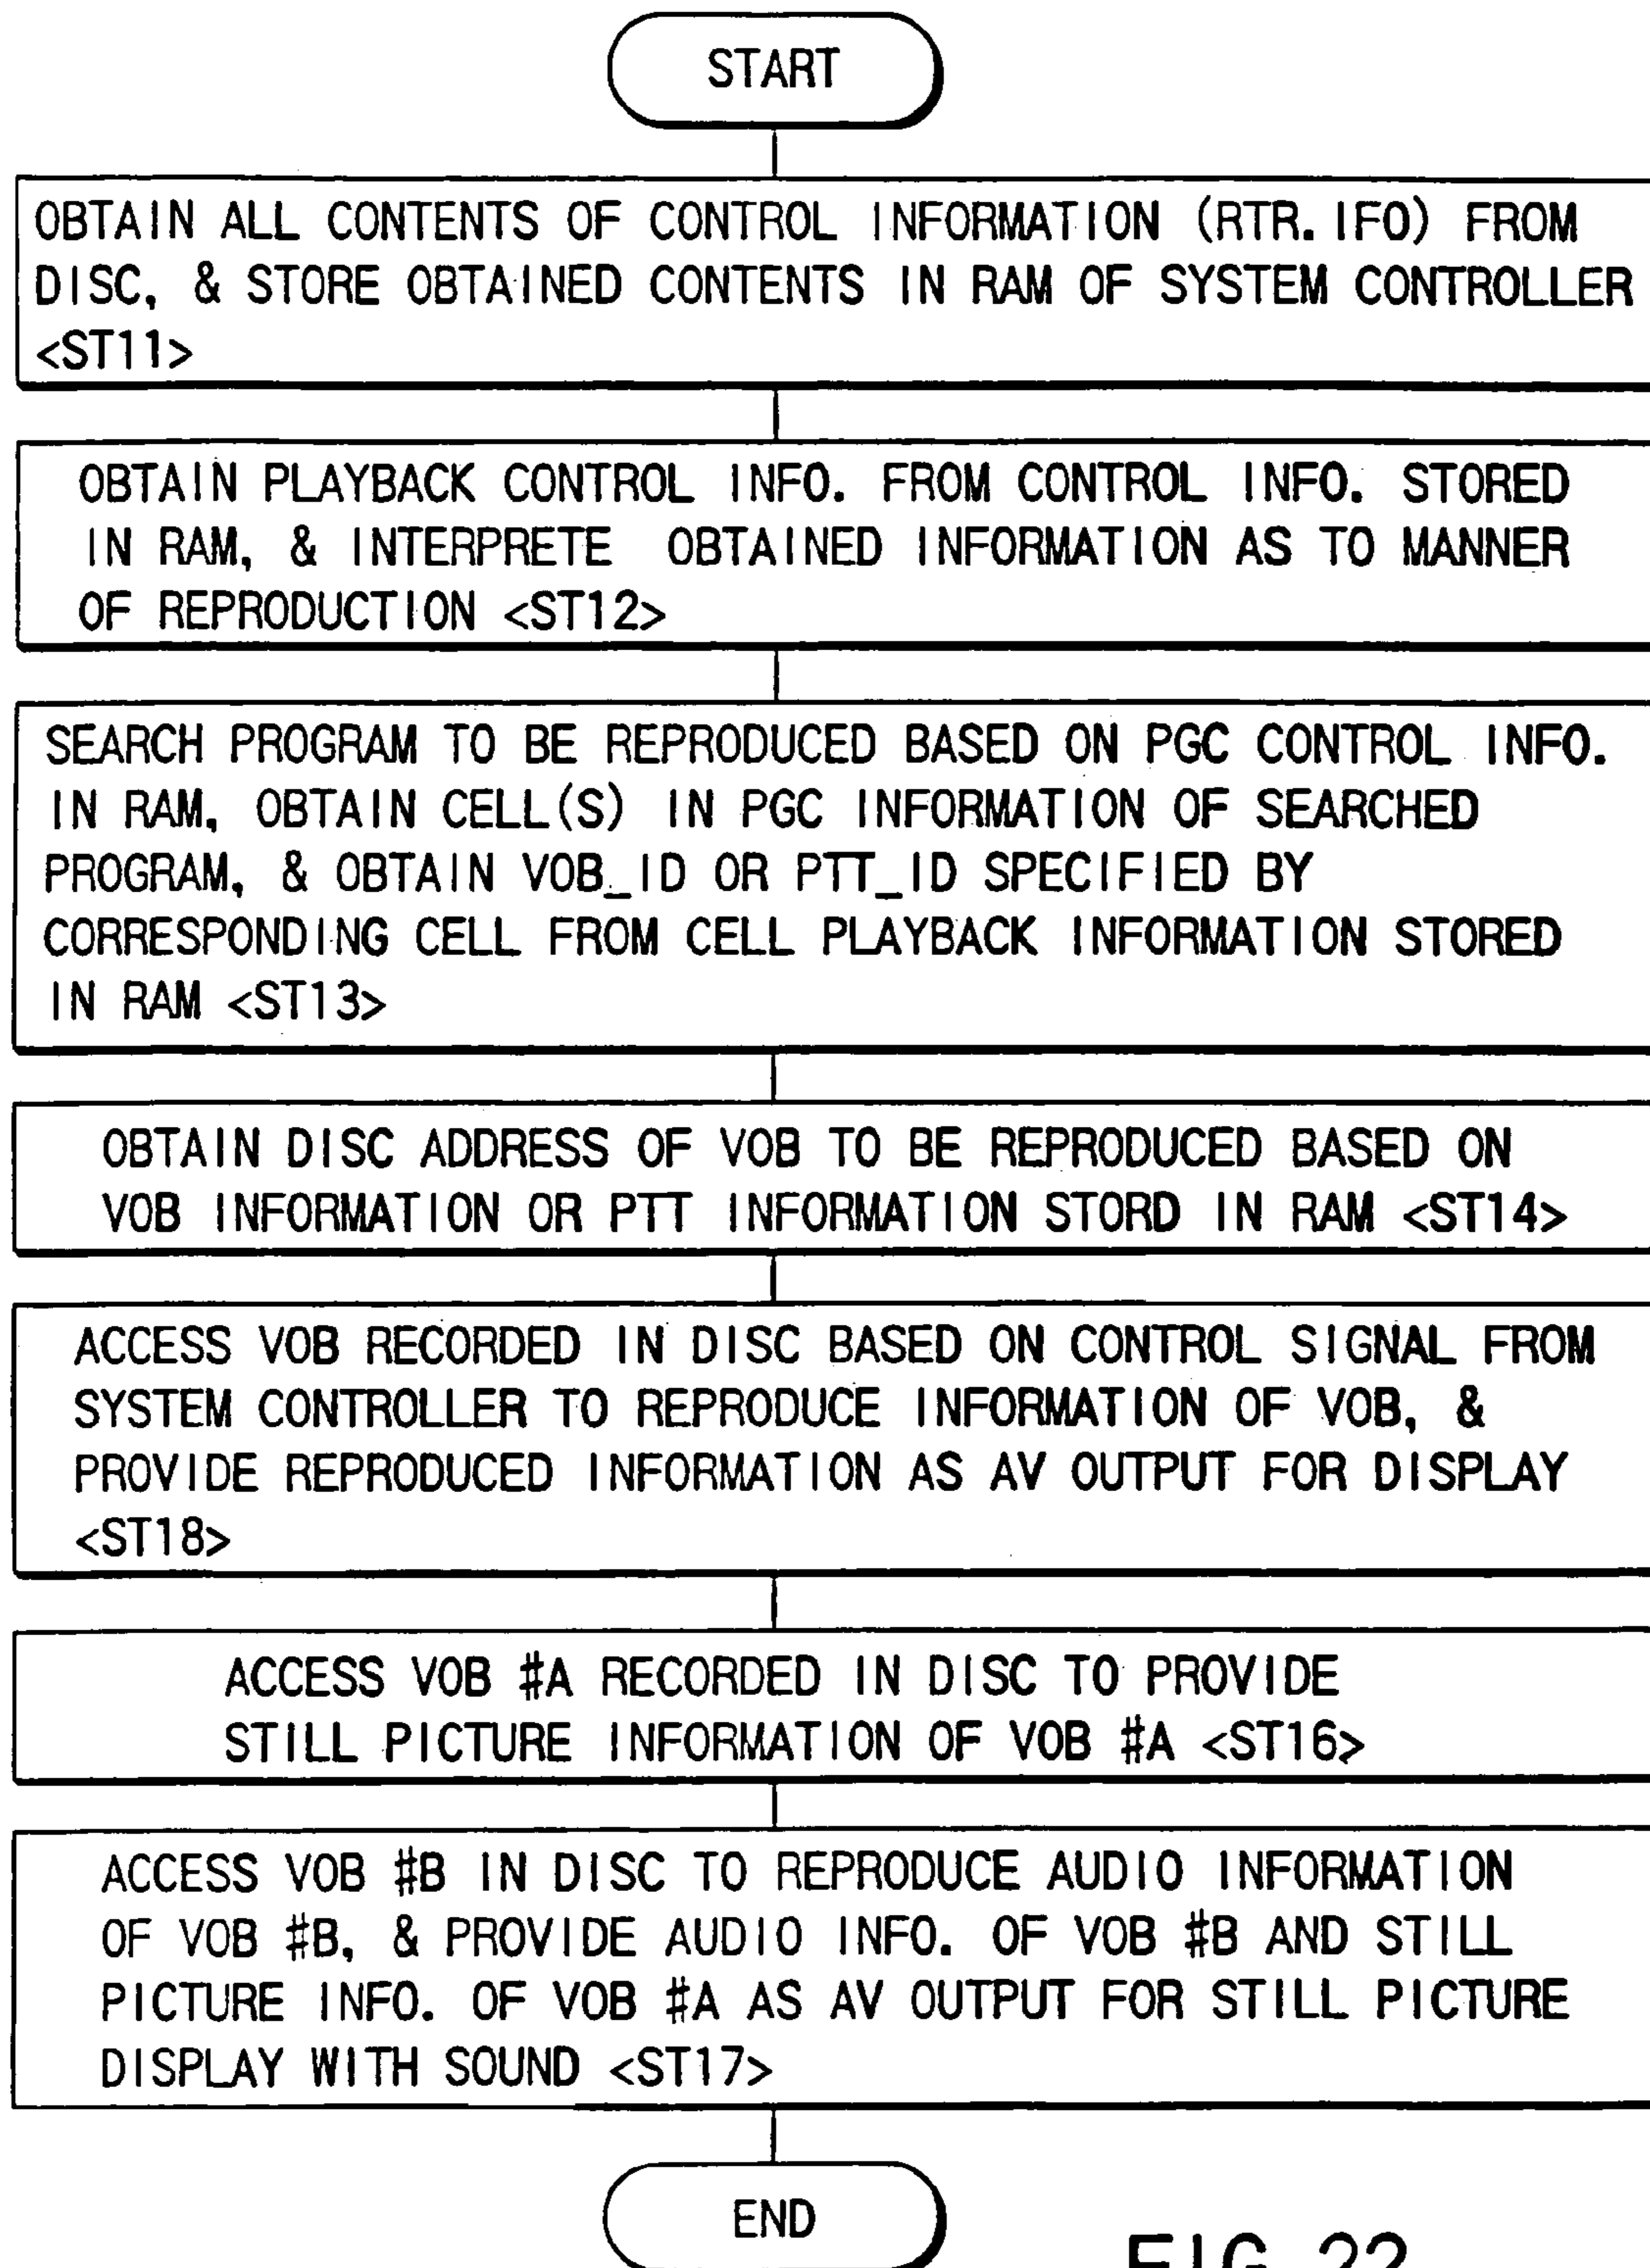 START
OBTAIN ALL CONTENTS OF CONTROL INFORMATION (RTR.IFO) FROM
DISC, & STORE OBTAINED CONTENTS IN RAM OF SYSTEM CONTROLLER
<ST11>
OBTAIN PLAYBACK CONTROL INFO. FROM CONTROL INFO. STORED
IN RAM, & INTERPRETE OBTAINED INFORMATION AS TO MANNER
OF REPRODUCTION <ST12>
SEARCH PROGRAM TO BE REPRODUCED BASED ON PGC CONTROL INFO.
IN RAM, OBTAIN CELL(S) IN PGC INFORMATION OF SEARCHED
PROGRAM, & OBTAIN VOB_ID OR PTT_ID SPECIFIED BY
CORRESPONDING CELL FROM CELL PLAYBACK INFORMATION STORED
IN RAM <ST13>
OBTAIN DISC ADDRESS OF VOB TO BE REPRODUCED BASED ON
VOB INFORMATION OR PTT INFORMATION STORD IN RAM <ST14>
ACCESS VOB RECORDED IN DISC BASED ON CONTROL SIGNAL FROM
SYSTEM CONTROLLER TO REPRODUCE INFORMATION OF VOB, &
PROVIDE REPRODUCED INFORMATION AS AV OUTPUT FOR DISPLAY
<ST18>
ACCESS VOB #A RECORDED IN DISC TO PROVIDE
STILL PICTURE INFORMATION OF VOB #A <ST16>
ACCESS VOB #B IN DISC TO REPRODUCE AUDIO INFORMATION
OF VOB #B, & PROVIDE AUDIO INFO. OF VOB #B AND STILL
PICTURE INFO. OF VOB #A AS AV OUTPUT FOR STILL PICTURE
DISPLAY WITH SOUND <ST17>
END
FIG. 22